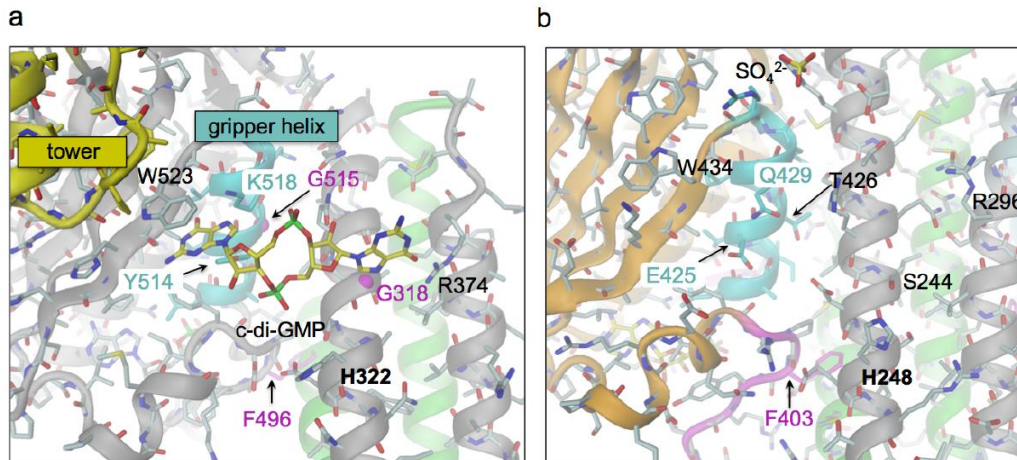 a
gripper helix
tower
W523
K518
G515
Y514
G318
R374
c-di-GMP
H322
F496
b
SO₄²⁻
W434
Q429
T426
R296
E425
S244
H248
F403